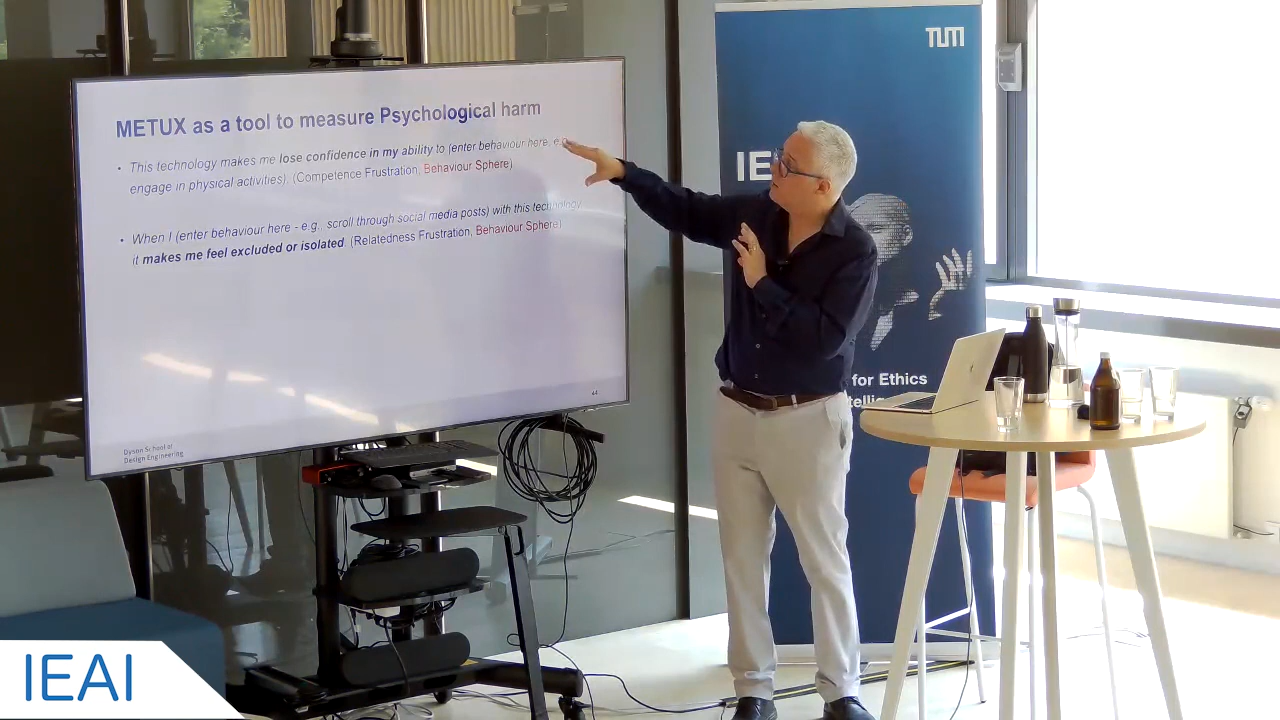 METUX as a tool to measure Psychological harm
• This technology makes me lose confidence in my ability to (enter behaviour here, e.g.
engage in physical activities). (Competence Frustration, Behaviour Sphere)
• When I (enter behaviour here - e.g. scroll through social media posts) with this technology
it makes me feel excluded or isolated. (Relatedness Frustration, Behaviour Sphere)
44
Dyson School of
Design Engineering
TUM
IE
for Ethics
IEAI